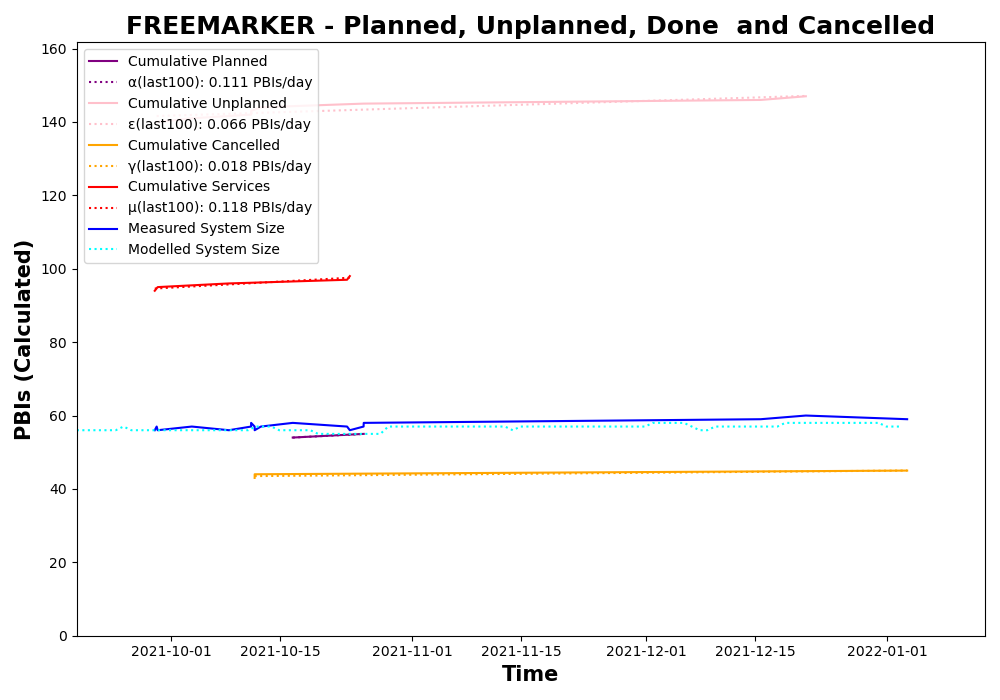 FREEMARKER - Planned, Unplanned, Done  and Cancelled
PBIs (Calculated)
160
140
120
100
80
60
40
20
0
Cumulative Planned
α(last100): 0.111 PBIs/day
Cumulative Unplanned
ε(last100): 0.066 PBIs/day
Cumulative Cancelled
γ(last100): 0.018 PBIs/day
Cumulative Services
μ(last100): 0.118 PBIs/day
Measured System Size
Modelled System Size
2021-10-01
2021-10-15
2021-11-01
2021-11-15
2021-12-01
2021-12-15
2022-01-01
Time